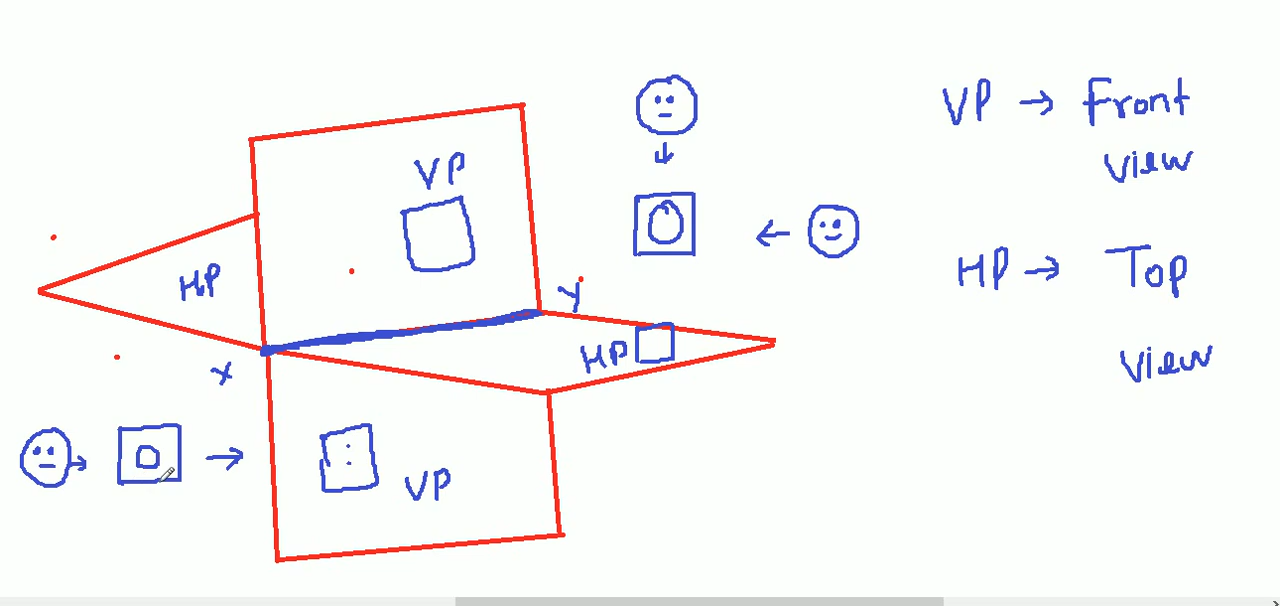 VP → Front
View
VP
HP
HP → Top
Y
HP
View
X
VP